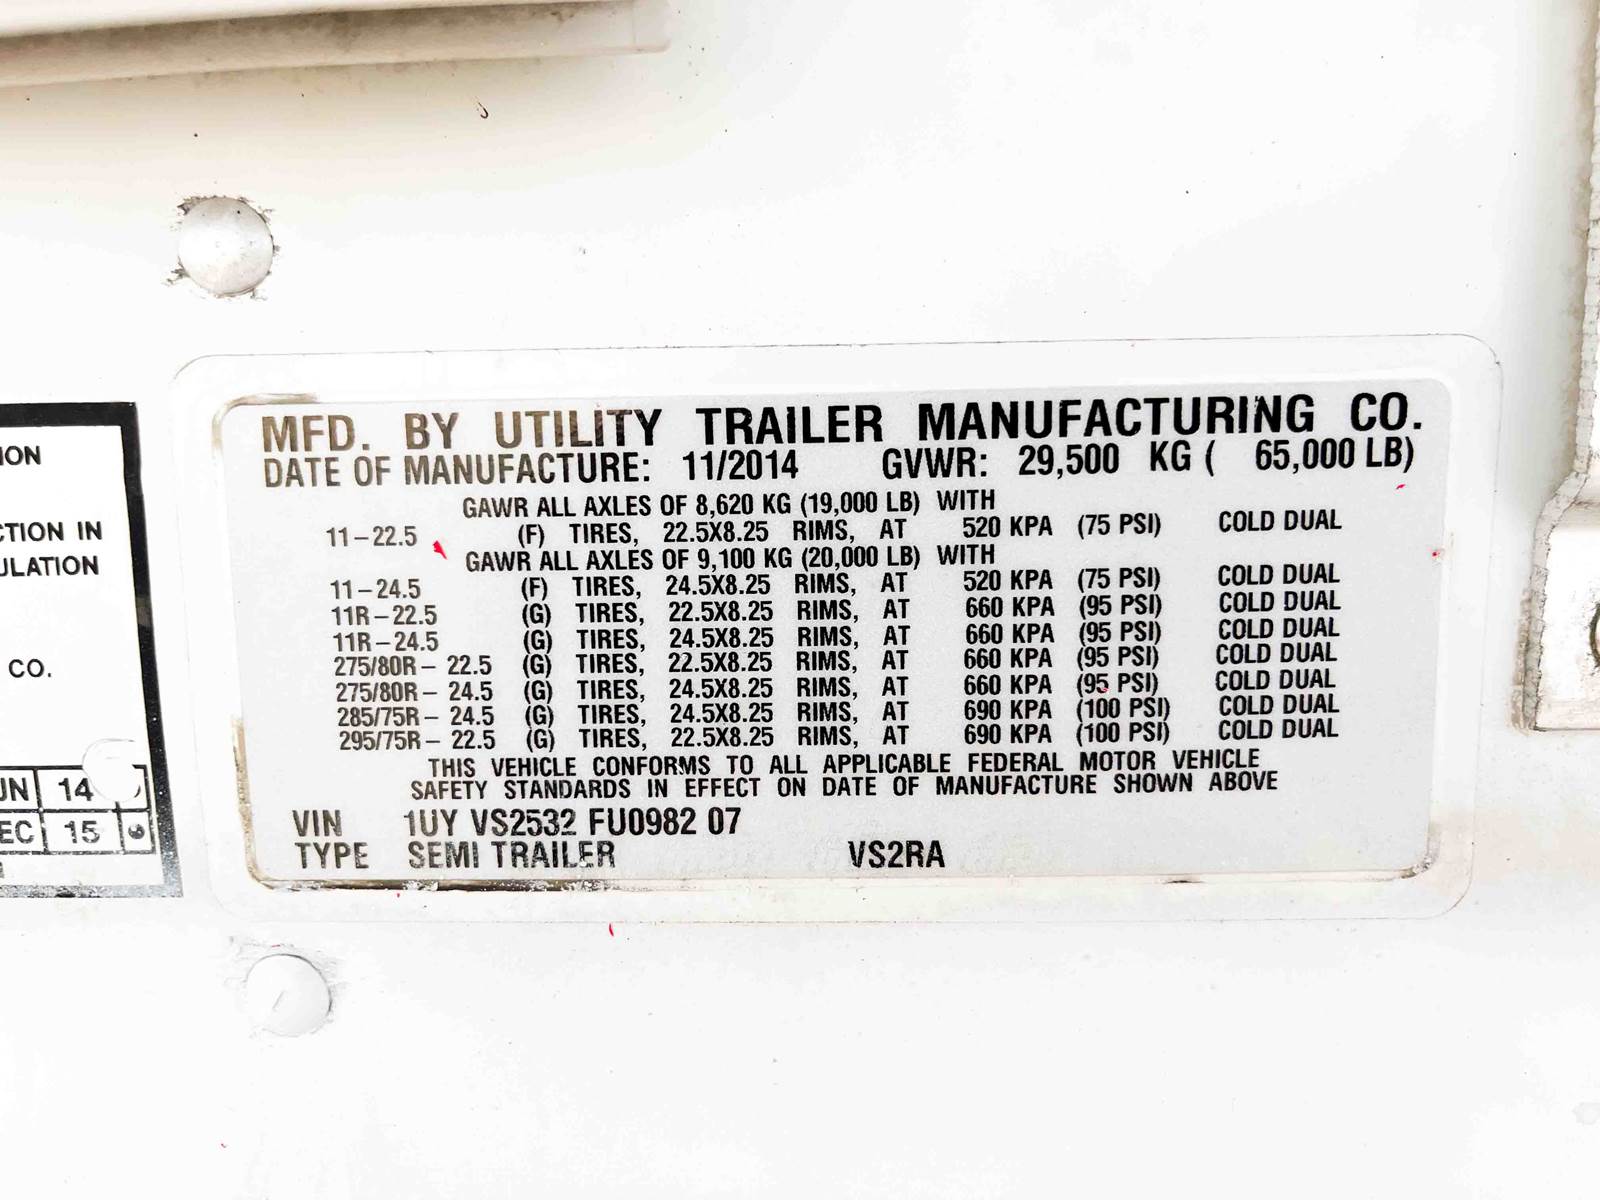 ION
CTION IN
ULATION
CO.
UN 14
EC 15
MFD. BY UTILITY TRAILER MANUFACTURING CO.
DATE OF MANUFACTURE: 11/2014 GVWR: 29,500 KG ( 65,000 LB)
GAWR ALL AXLES OF 8,620 KG (19,000 LB) WITH
11-22.5 (F) TIRES, 22.5X8.25 RIMS, AT 520 KPA (75 PSI) COLD DUAL
GAWR ALL AXLES OF 9,100 KG (20,000 LB) WITH
11-24.5 (F) TIRES, 24.5X8.25 RIMS, AT 520 KPA (75 PSI) COLD DUAL
11R-22.5 (G) TIRES, 22.5X8.25 RIMS, AT 660 KPA (95 PSI) COLD DUAL
11R-24.5 (G) TIRES, 24.5X8.25 RIMS, AT 660 KPA (95 PSI) COLD DUAL
275/80R-22.5 (G) TIRES, 22.5X8.25 RIMS, AT 660 KPA (95 PSI) COLD DUAL
275/80R-24.5 (G) TIRES, 24.5X8.25 RIMS, AT 660 KPA (95 PSI) COLD DUAL
285/75R-24.5 (G) TIRES, 24.5X8.25 RIMS, AT 690 KPA (100 PSI) COLD DUAL
295/75R-22.5 (G) TIRES, 22.5X8.25 RIMS, AT 690 KPA (100 PSI) COLD DUAL
THIS VEHICLE CONFORMS TO ALL APPLICABLE FEDERAL MOTOR VEHICLE
SAFETY STANDARDS IN EFFECT ON DATE OF MANUFACTURE SHOWN ABOVE
VIN 1UY VS2532 FU0982 07
TYPE SEMI TRAILER VS2RA